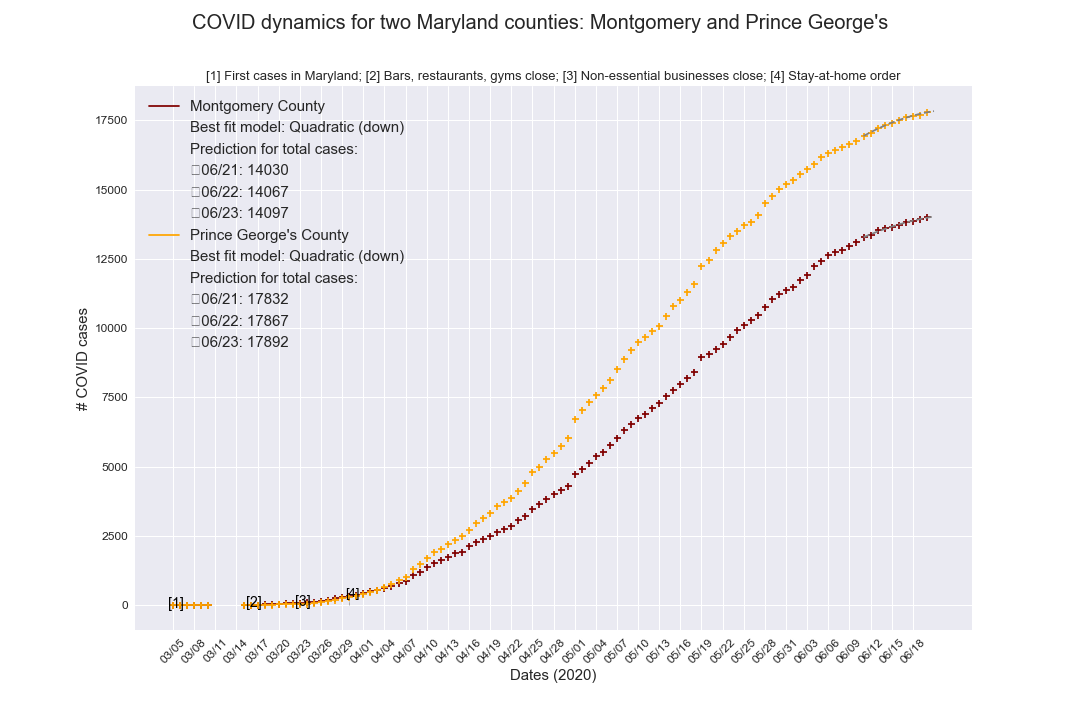 COVID dynamics for two Maryland counties: Montgomery and Prince George's
[1] First cases in Maryland; [2] Bars, restaurants, gyms close; [3] Non-essential businesses close; [4] Stay-at-home order
Montgomery County
Best fit model: Quadratic (down)
Prediction for total cases:
06/21: 14030
06/22: 14067
06/23: 14097
Prince George's County
Best fit model: Quadratic (down)
Prediction for total cases:
06/21: 17832
06/22: 17867
06/23: 17892
# COVID cases
17500
15000
12500
10000
7500
5000
2500
0
[1]
[2]
[3]
[4]
03/05 03/08 03/11 03/14 03/17 03/20 03/23 03/26 03/29 04/01 04/04 04/07 04/10 04/13 04/16 04/19 04/22 04/25 04/28 05/01 05/04 05/07 05/10 05/13 05/16 05/19 05/22 05/25 05/28 05/31 06/03 06/06 06/09 06/12 06/15 06/18
Dates (2020)